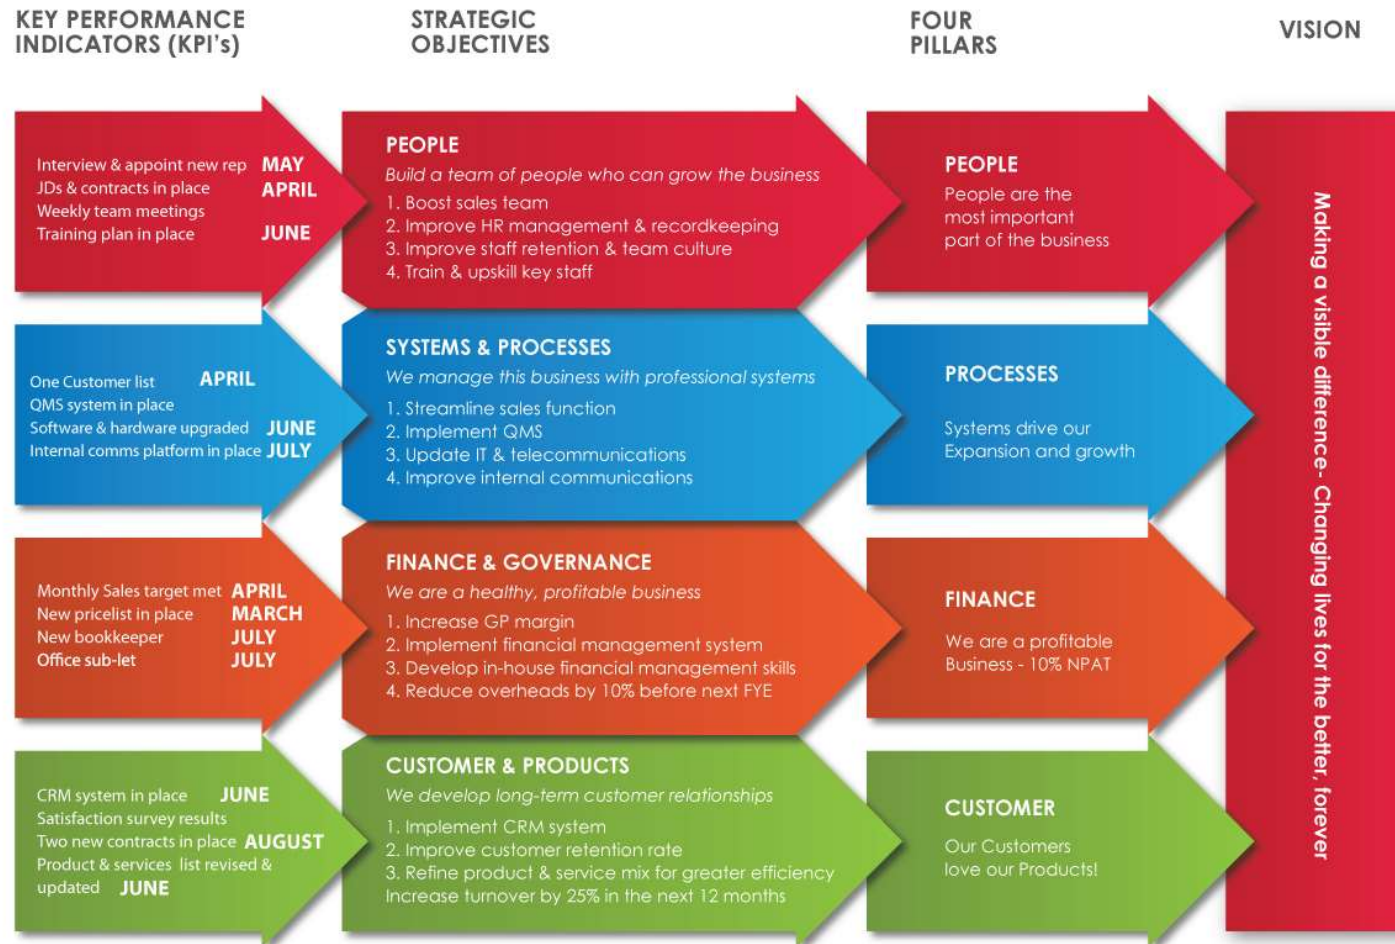 KEY PERFORMANCE
INDICATORS (KPI's)
STRATEGIC
OBJECTIVES
FOUR
PILLARS
VISION
Interview & appoint new rep MAY
JDs & contracts in place APRIL
Weekly team meetings
Training plan in place JUNE
PEOPLE
Build a team of people who can grow the business
1. Boost sales team
2. Improve HR management & recordkeeping
3. Improve staff retention & team culture
4. Train & upskill key staff
PEOPLE
People are the
most important
part of the business
One Customer list APRIL
QMS system in place
Software & hardware upgraded JUNE
Internal comms platform in place JULY
SYSTEMS & PROCESSES
We manage this business with professional systems
1. Streamline sales function
2. Implement QMS
3. Update IT & telecommunications
4. Improve internal communications
PROCESSES
Systems drive our
Expansion and growth
Monthly Sales target met APRIL
New pricelist in place MARCH
New bookkeeper JULY
Office sub-let JULY
FINANCE & GOVERNANCE
We are a healthy, profitable business
1. Increase GP margin
2. Implement financial management system
3. Develop in-house financial management skills
4. Reduce overheads by 10% before next FYE
FINANCE
We are a profitable
Business - 10% NPAT
CRM system in place JUNE
Satisfaction survey results
Two new contracts in place AUGUST
Product & services list revised &
updated JUNE
CUSTOMER & PRODUCTS
We develop long-term customer relationships
1. Implement CRM system
2. Improve customer retention rate
3. Refine product & service mix for greater efficiency
Increase turnover by 25% in the next 12 months
CUSTOMER
Our Customers
love our Products!
Making a visible difference- Changing lives for the better, forever